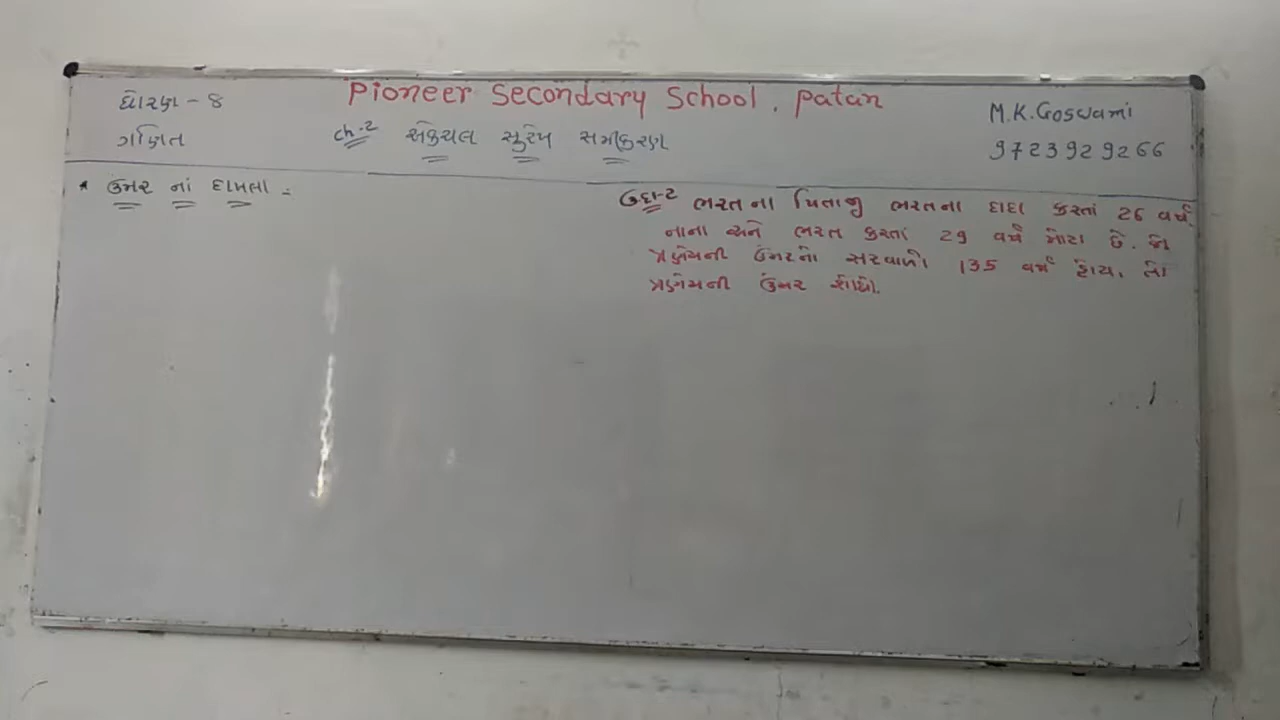 ધોરણ - 8
Pioneer Secondary School, Patan
M.K.Goswami
ગણિત
ch-2 એકચલ સુરેખ સમીકરણ
9723929266
* ઉંમર નાં દાખલા :-
ઉદા-2 ભરતના પિતાજી ભરતના દાદા કરતાં 26 વર્ષ
નાના અને ભરત કરતાં 29 વર્ષ મોટા છે. જો
ત્રણેયની ઉંમરનો સરવાળો 135 વર્ષ હોય, તો
ત્રણેયની ઉંમર શોધો.